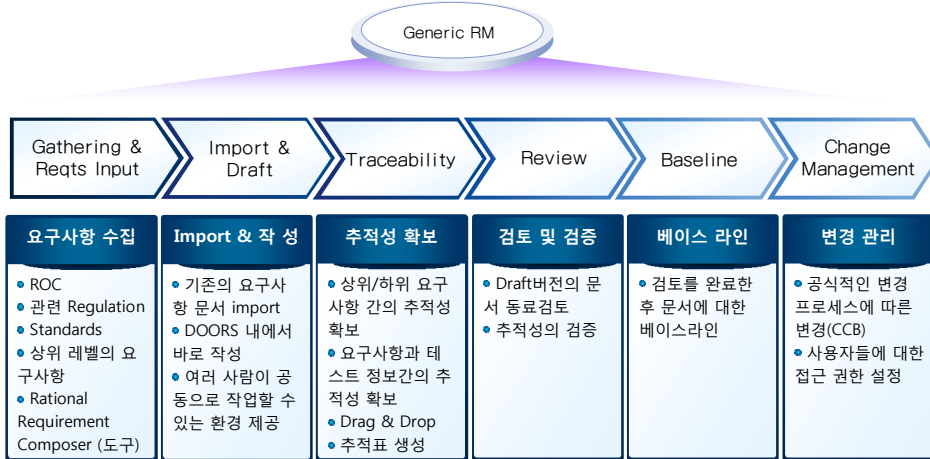 Generic RM
Gathering &
Reqts Input
Import &
Draft
Traceability
Review
Baseline
Change
Management
요구사항 수집
• ROC
• 관련 Regulation
• Standards
• 상위 레벨의 요
구사항
• Rational
Requirement
Composer (도구)
Import & 작 성
• 기존의 요구사
항 문서 import
• DOORS 내에서
바로 작성
• 여러 사람이 공
동으로 작업할 수
있는 환경 제공
추적성 확보
• 상위/하위 요구
사항 간의 추적성
확보
• 요구사항과 테
스트 정보간의 추
적성 확보
• Drag & Drop
• 추적표 생성
검토 및 검증
• Draft버전의 문
서 동료검토
• 추적성의 검증
베이스 라인
• 검토를 완료한
후 문서에 대한
베이스라인
변경 관리
• 공식적인 변경
프로세스에 따른
변경(CCB)
• 사용자들에 대한
접근 권한 설정